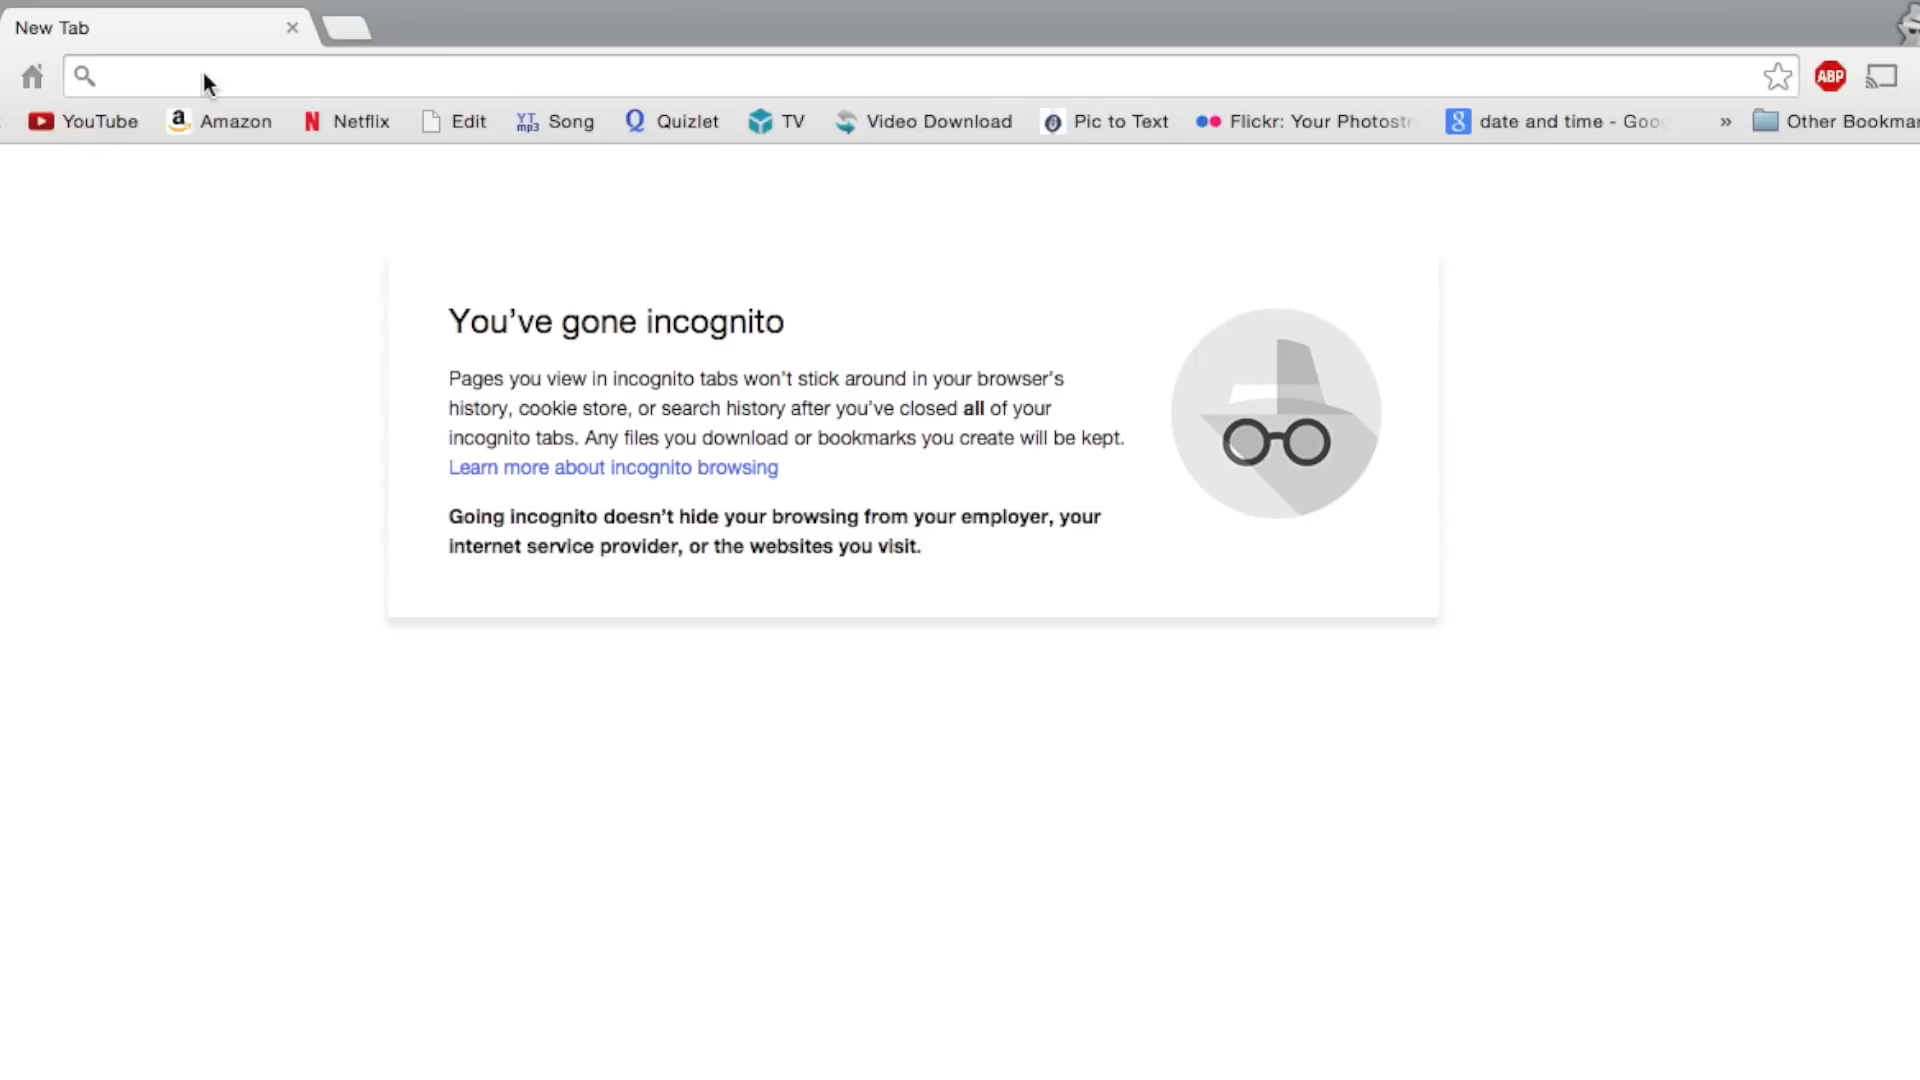 New Tab
YouTube Amazon Netflix Edit YT mp3 Song Quizlet TV Video Download Pic to Text Flickr: Your Photostr date and time - Goo » Other Bookmar
ABP
You've gone incognito
Pages you view in incognito tabs won't stick around in your browser's
history, cookie store, or search history after you've closed all of your
incognito tabs. Any files you download or bookmarks you create will be kept.
Learn more about incognito browsing
Going incognito doesn't hide your browsing from your employer, your
internet service provider, or the websites you visit.